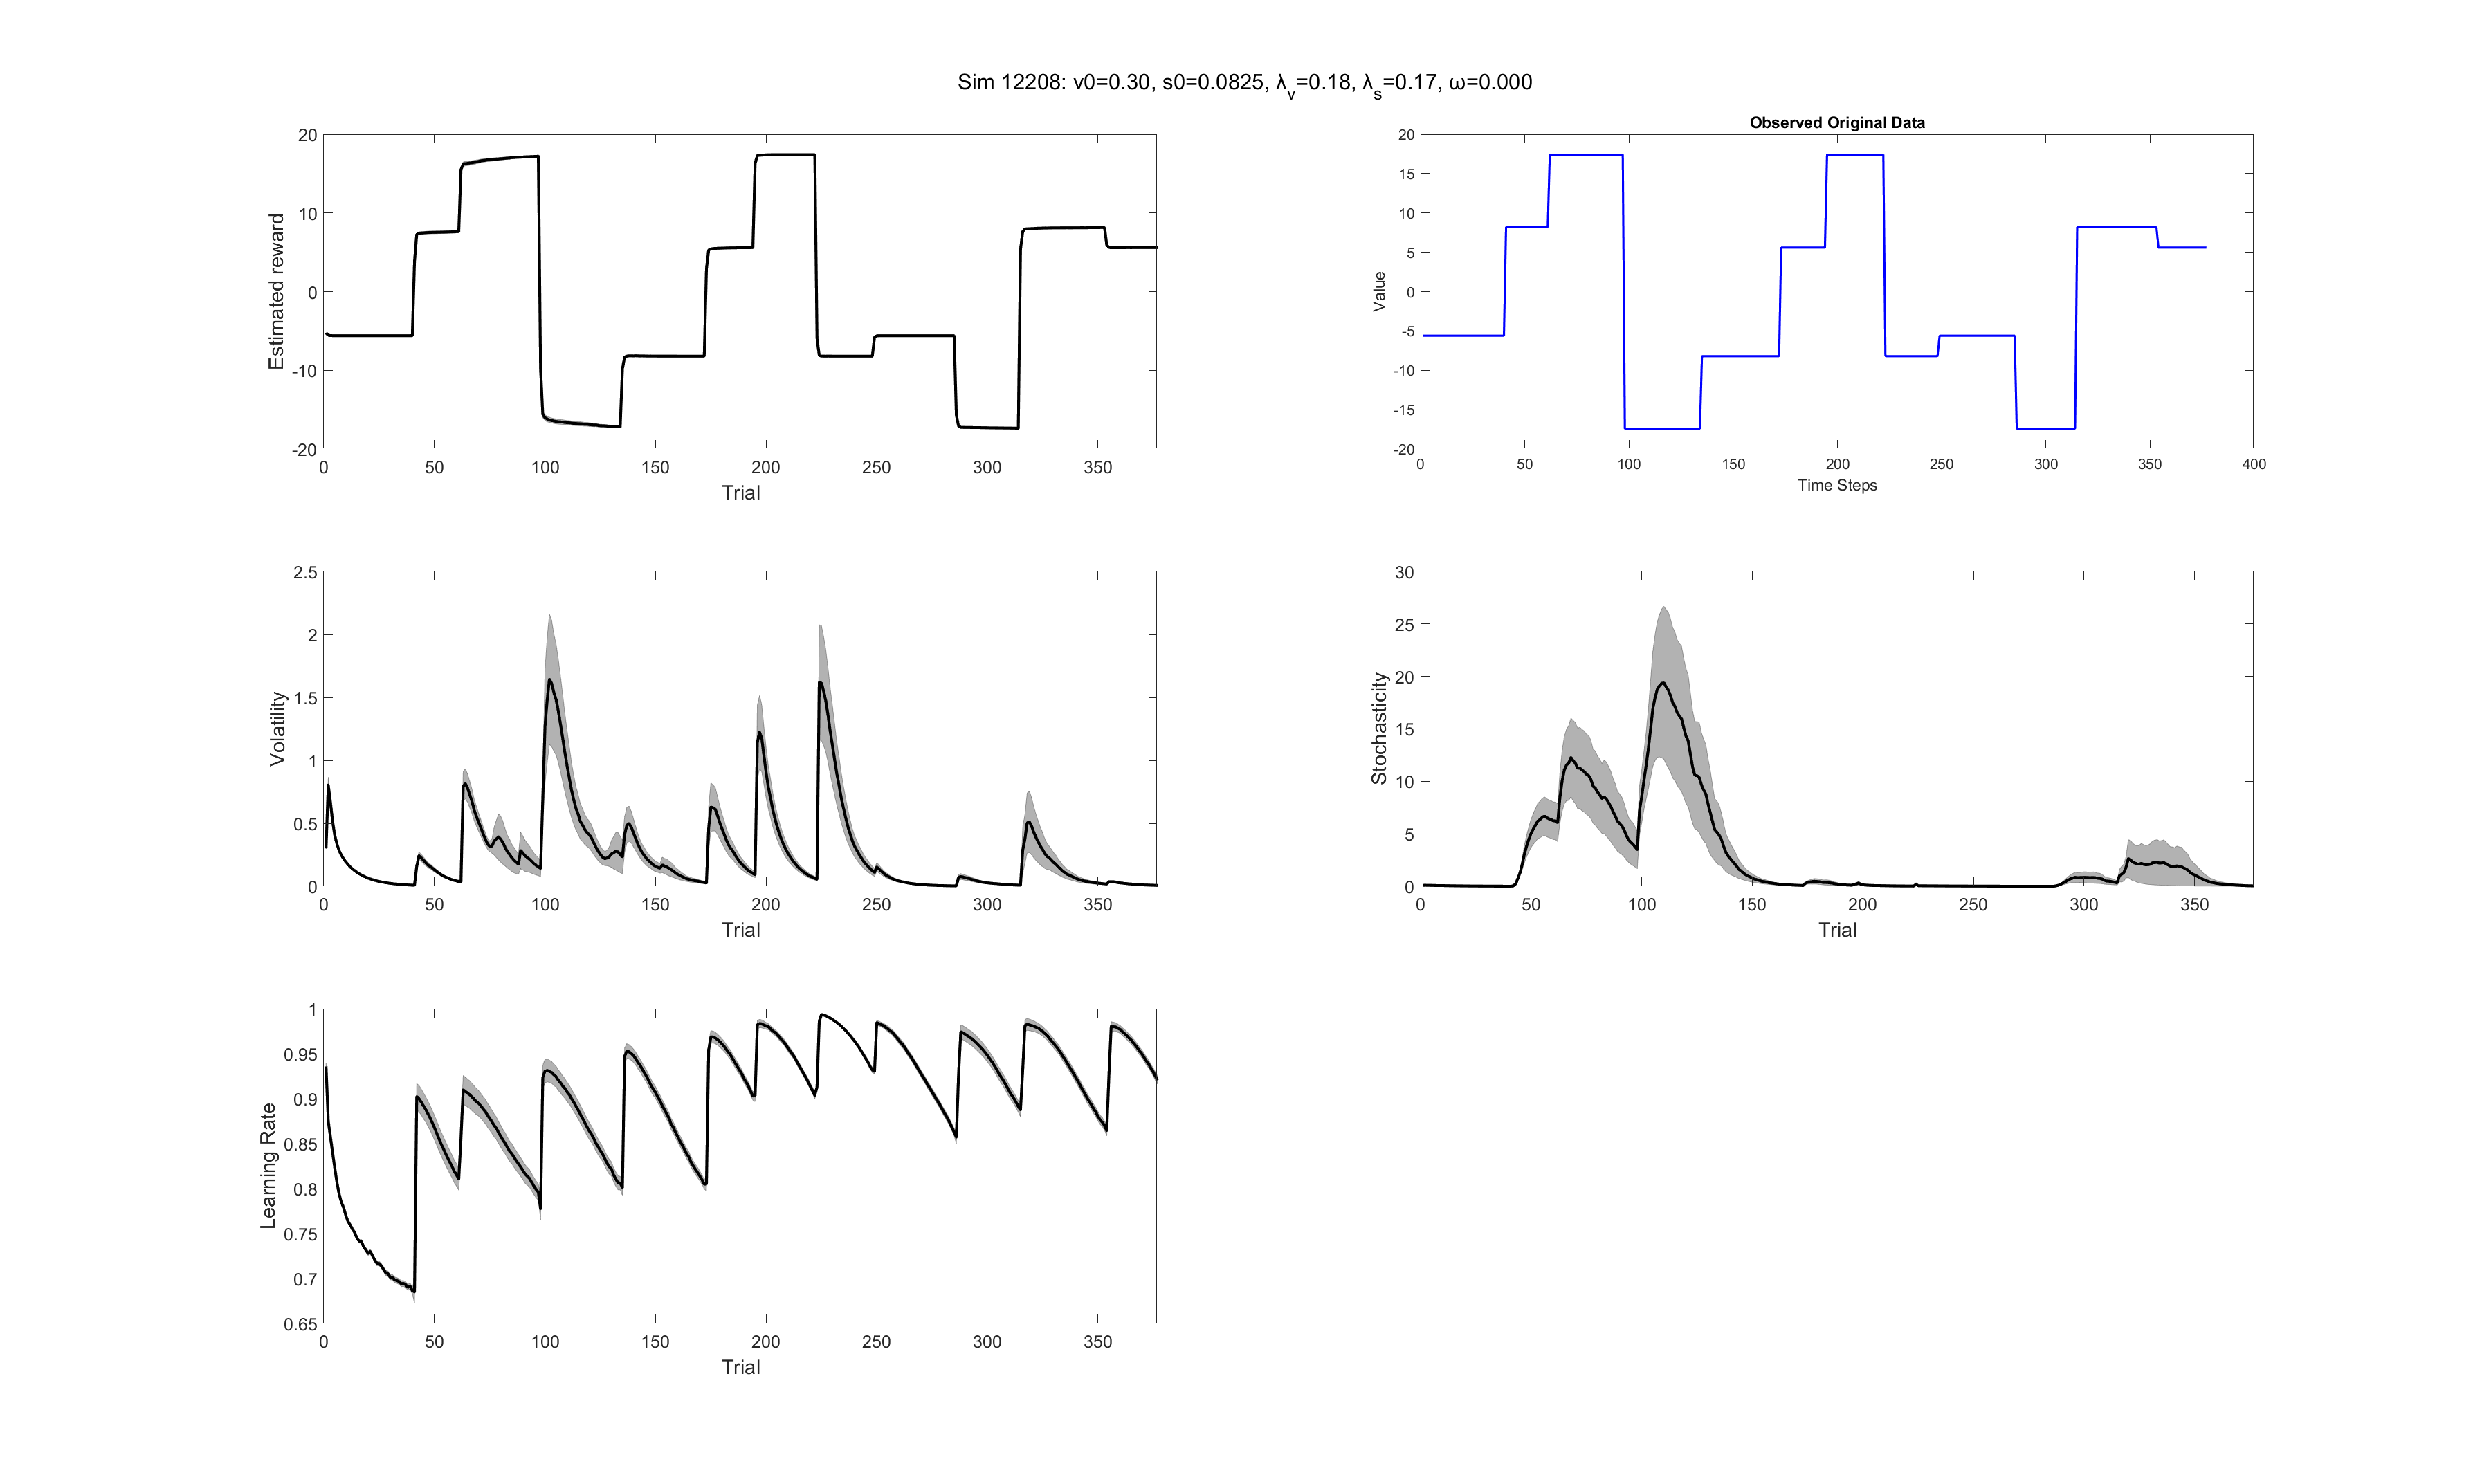 Sim 12208: v0=0.30, s0=0.0825, λv=0.18, λs=0.17, ω=0.000
20
10
0
-10
-20
Estimated reward
0 50 100 150 200 250 300 350
Trial
Observed Original Data
20
15
10
5
0
-5
-10
-15
-20
Value
0 50 100 150 200 250 300 350 400
Time Steps
2.5
2
1.5
1
0.5
0
Volatility
0 50 100 150 200 250 300 350
Trial
30
25
20
15
10
5
0
Stochasticity
0 50 100 150 200 250 300 350
Trial
1
0.95
0.9
0.85
0.8
0.75
0.7
0.65
Learning Rate
0 50 100 150 200 250 300 350
Trial